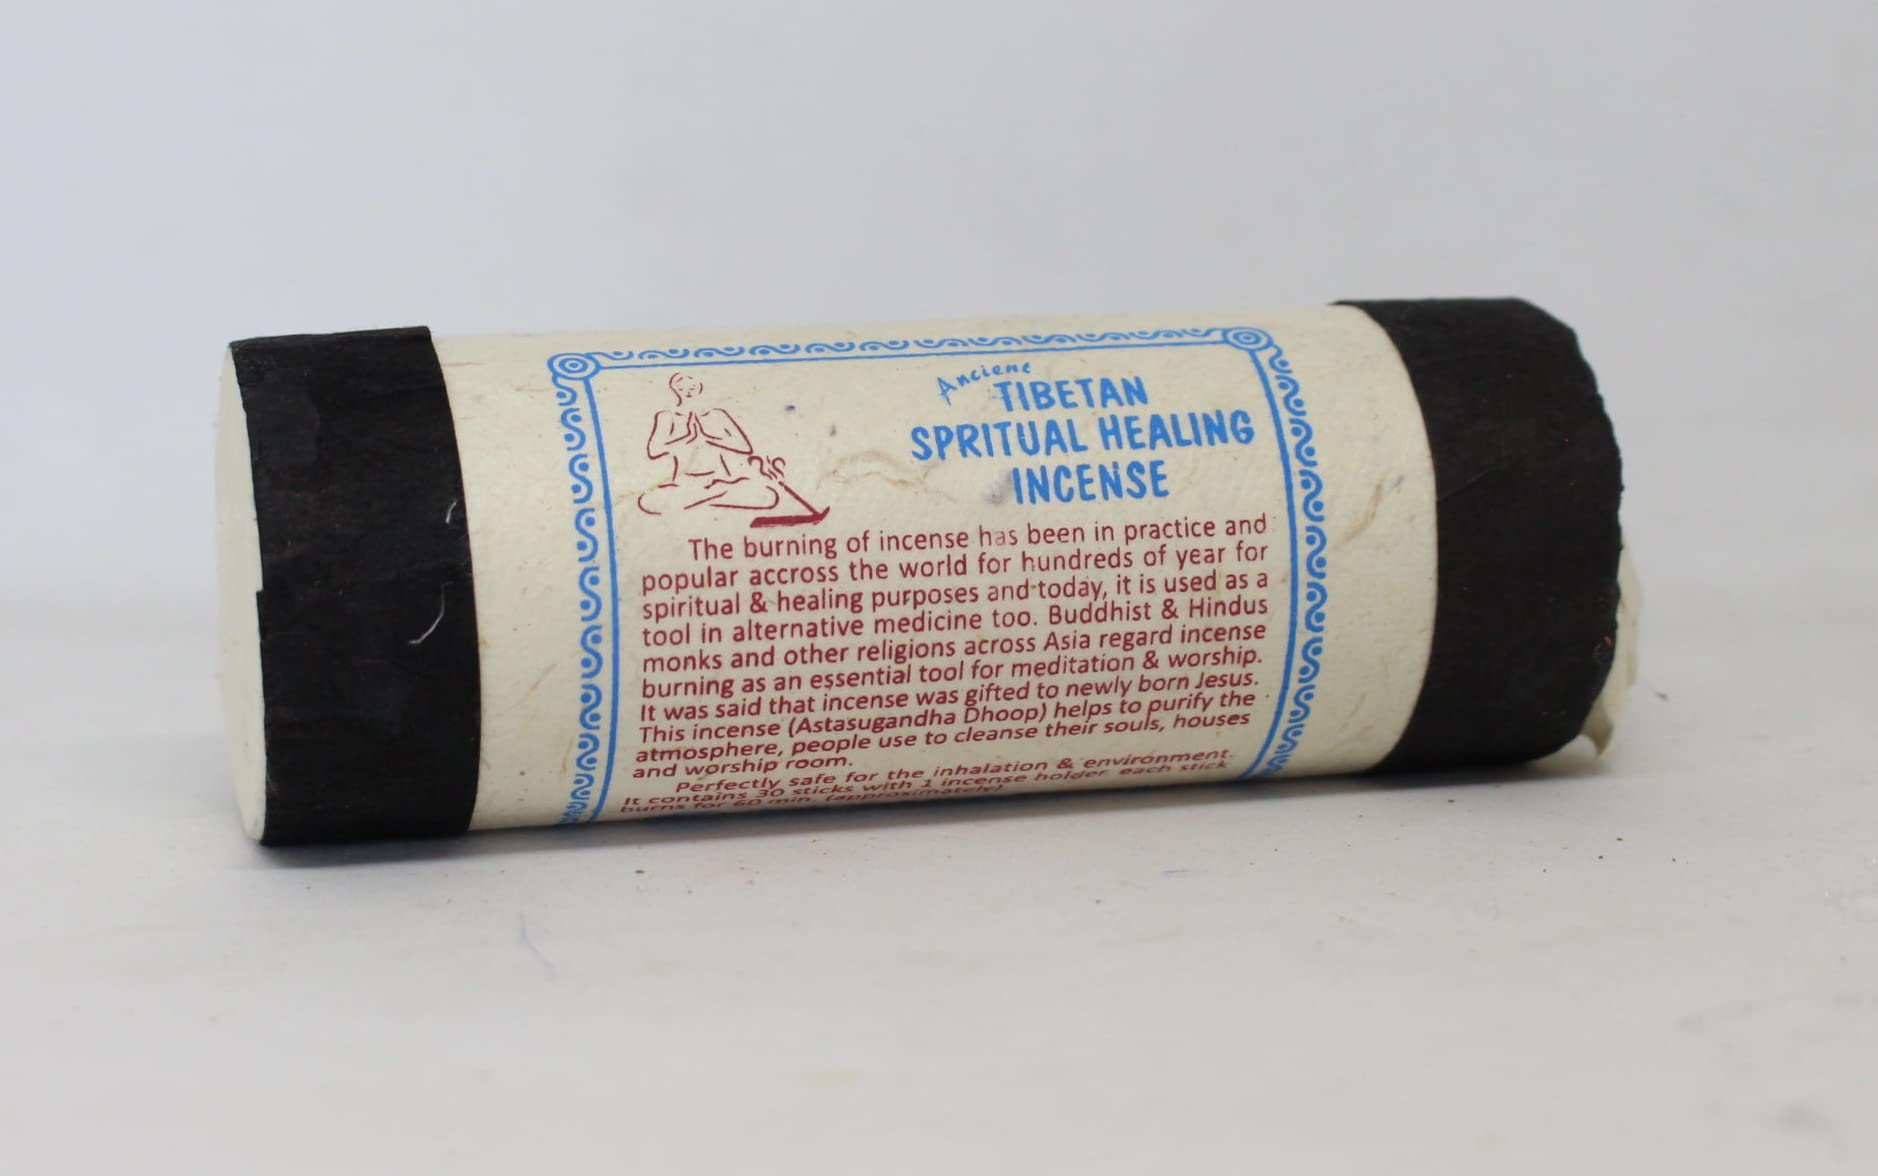 Ancient
TIBETAN
SPRITUAL HEALING
INCENSE
The burning of incense has been in practice and
popular accross the world for hundreds of year for
spiritual & healing purposes and today, it is used as a
tool in alternative medicine too. Buddhist & Hindus
monks and other religions across Asia regard incense
burning as an essential tool for meditation & worship.
It was said that incense was gifted to newly born Jesus.
This incense (Astasugandha Dhoop) helps to purify the
atmosphere, people use to cleanse their souls, houses
and worship room.
Perfectly safe for the inhalation & environment.
It contains 30 sticks with 1 incense holder each stick
burns for 60 min. (approximately)